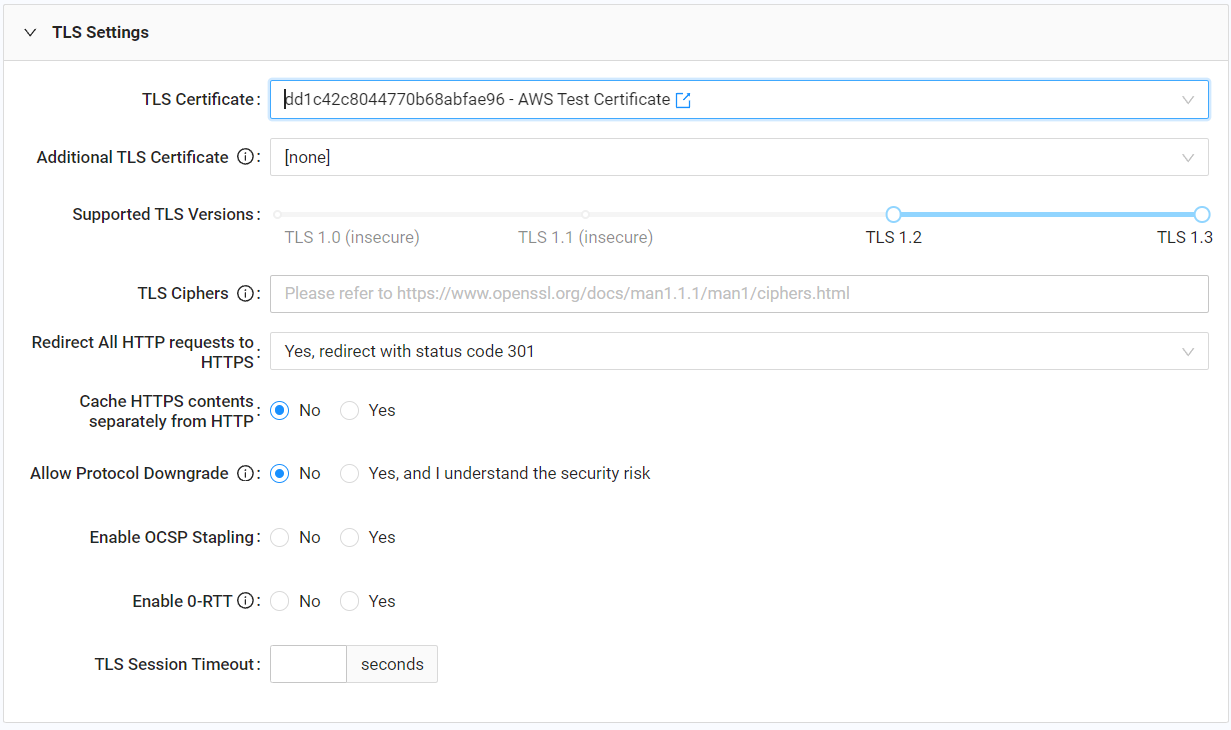 TLS Settings
TLS Certificate: dd1c42c8044770b68abfae96 - AWS Test Certificate
Additional TLS Certificate : [none]
Supported TLS Versions:
TLS 1.0 (insecure) TLS 1.1 (insecure) TLS 1.2 TLS 1.3
TLS Ciphers : Please refer to https://www.openssl.org/docs/man1.1.1/man1/ciphers.html
Redirect All HTTP requests to
HTTPS: Yes, redirect with status code 301
Cache HTTPS contents
separately from HTTP: No Yes
Allow Protocol Downgrade : No Yes, and I understand the security risk
Enable OCSP Stapling: No Yes
Enable 0-RTT : No Yes
TLS Session Timeout: seconds